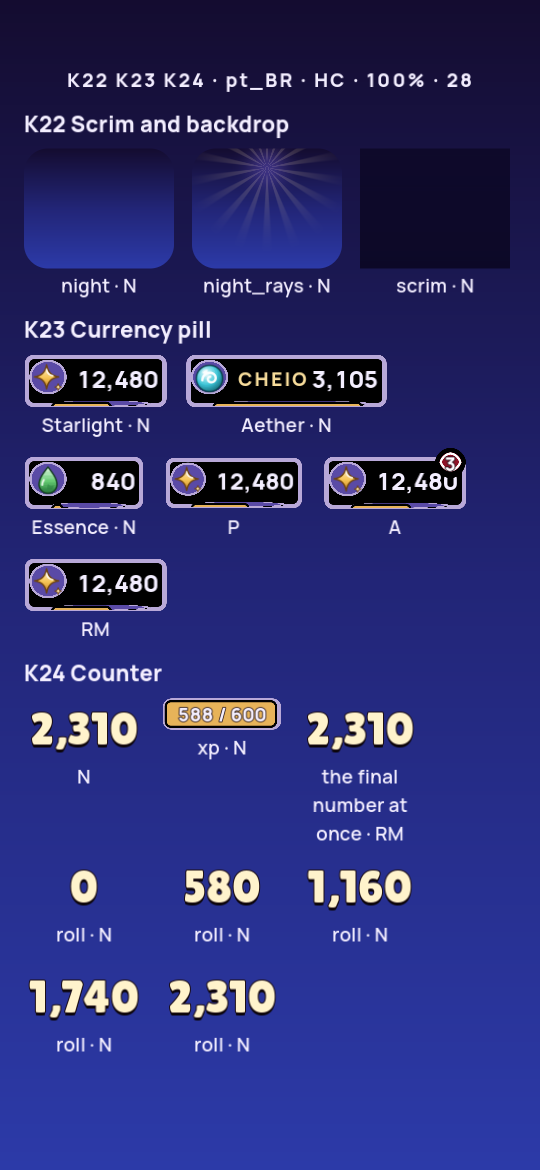 K22 K23 K24 · pt_BR · HC · 100% · 28
K22 Scrim and backdrop
night · N
night_rays · N
scrim · N
K23 Currency pill
12,480
CHEIO 3,105
Starlight · N
Aether · N
840
12,480
12,480
3
Essence · N
P
A
12,480
RM
K24 Counter
2,310
588 / 600
2,310
N
xp · N
the final
number at
once · RM
0
580
1,160
roll · N
roll · N
roll · N
1,740
2,310
roll · N
roll · N